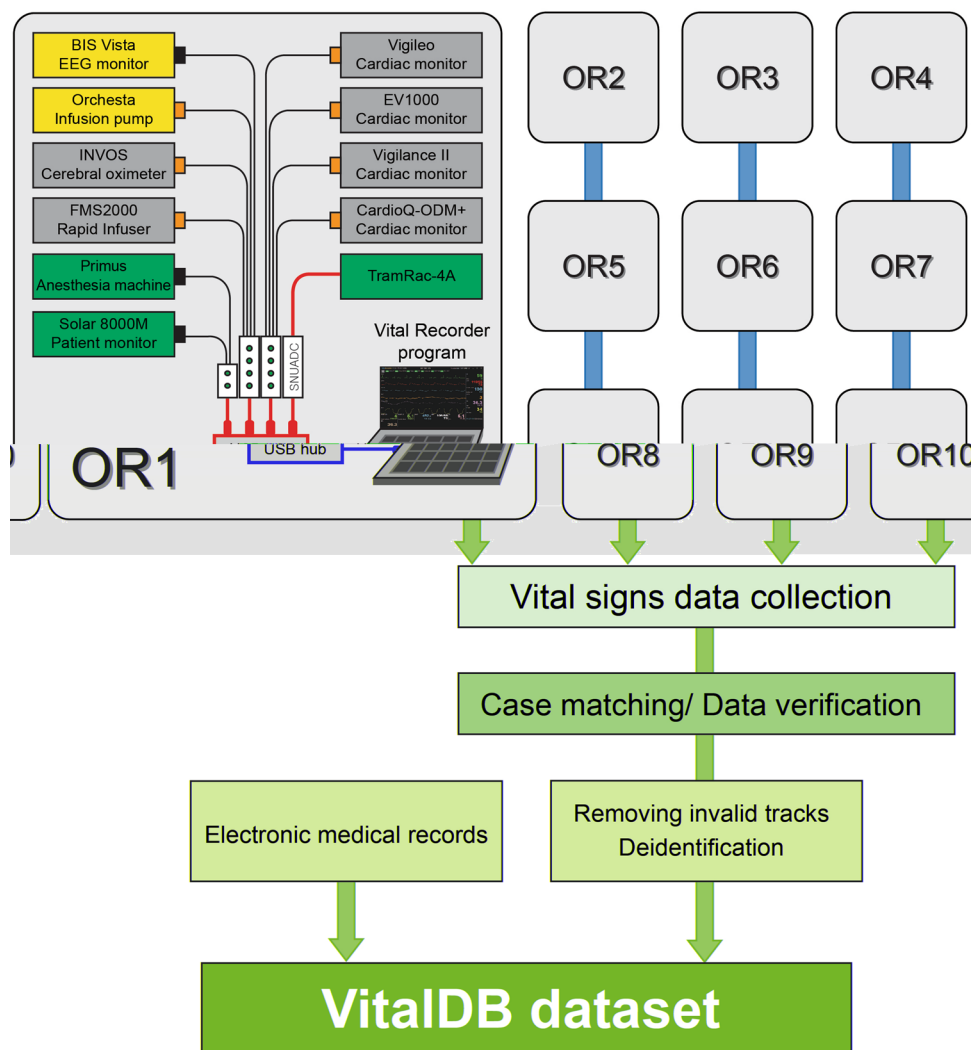 BIS Vista
EEG monitor
Orchesta
Infusion pump
INVOS
Cerebral oximeter
FMS2000
Rapid Infuser
Primus
Anesthesia machine
Solar 8000M
Patient monitor
Vigileo
Cardiac monitor
EV1000
Cardiac monitor
Vigilance II
Cardiac monitor
CardioQ-ODM+
Cardiac monitor
TramRac-4A
SNUADC
Vital Recorder
program
USB hub
OR1
OR2
OR3
OR4
OR5
OR6
OR7
OR8
OR9
OR10
Vital signs data collection
Case matching/ Data verification
Electronic medical records
Removing invalid tracks
Deidentification
VitalDB dataset